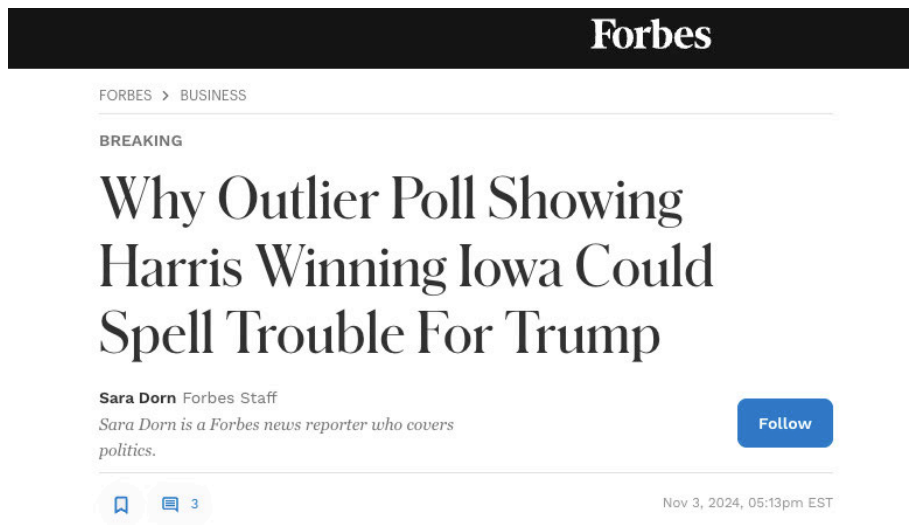 Forbes
FORBES > BUSINESS
BREAKING
Why Outlier Poll Showing
Harris Winning Iowa Could
Spell Trouble For Trump
Sara Dorn Forbes Staff
Sara Dorn is a Forbes news reporter who covers
politics.
Follow
3
Nov 3, 2024, 05:13pm EST